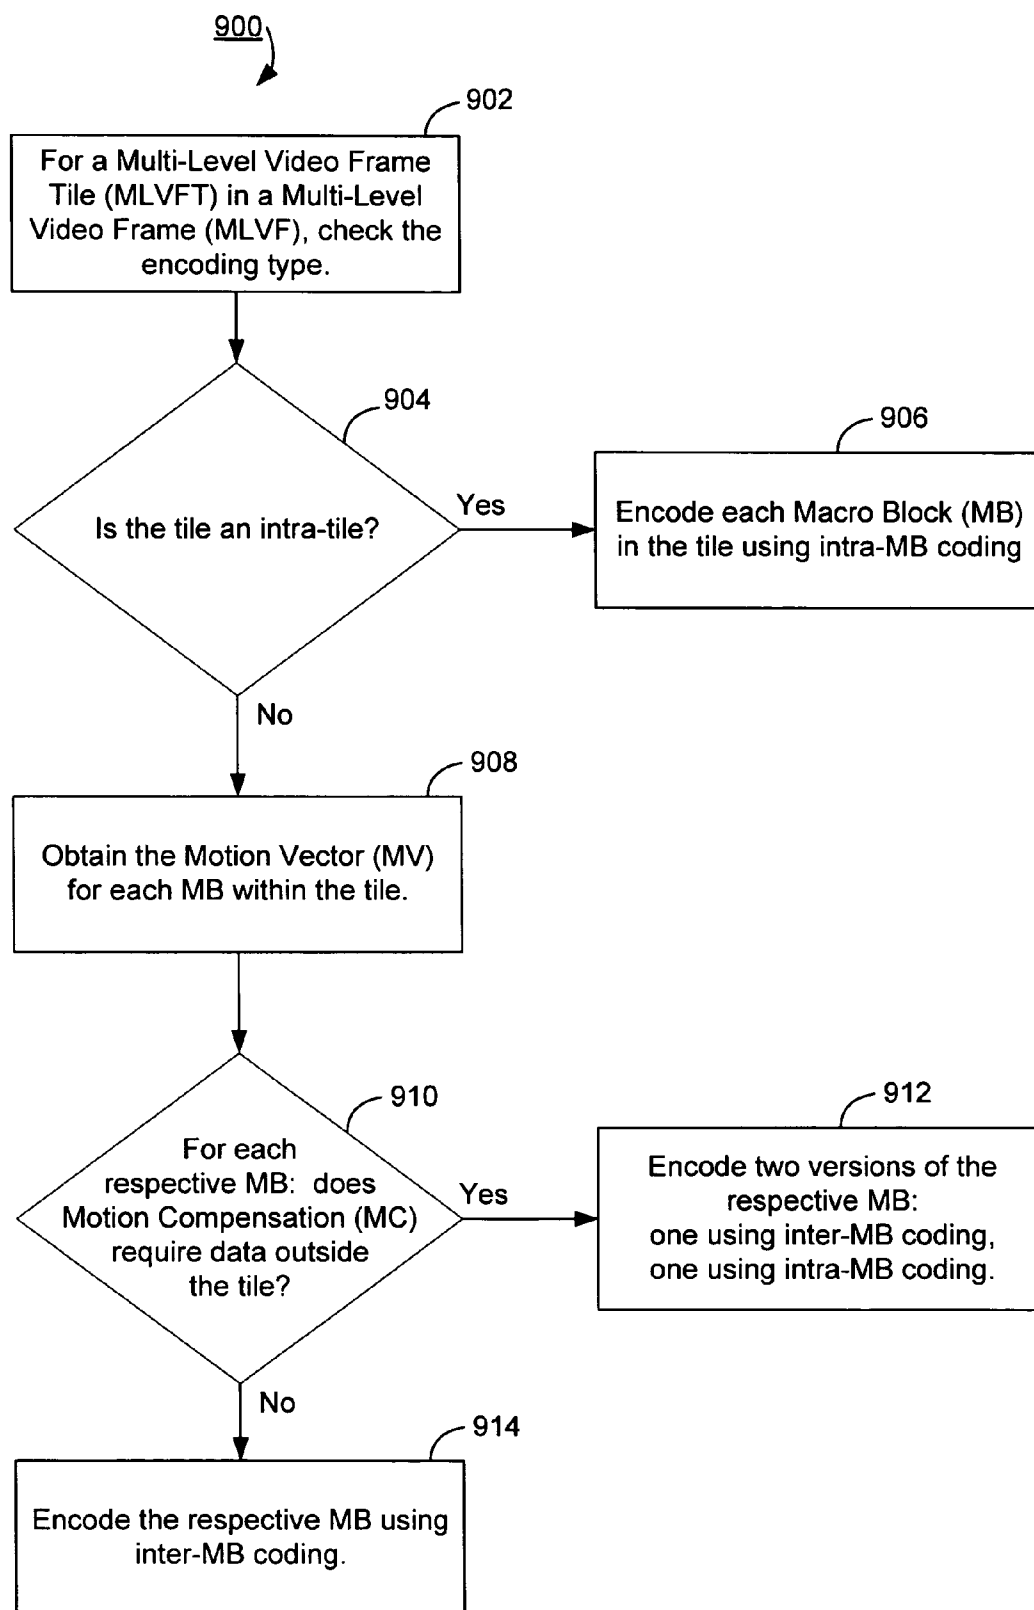 900
902
For a Multi-Level Video Frame
Tile (MLVFT) in a Multi-Level
Video Frame (MLVF), check the
encoding type.
904
Is the tile an intra-tile?
Yes
906
Encode each Macro Block (MB)
in the tile using intra-MB coding
No
908
Obtain the Motion Vector (MV)
for each MB within the tile.
910
For each
respective MB: does
Motion Compensation (MC)
require data outside
the tile?
Yes
912
Encode two versions of the
respective MB:
one using inter-MB coding,
one using intra-MB coding.
No
914
Encode the respective MB using
inter-MB coding.